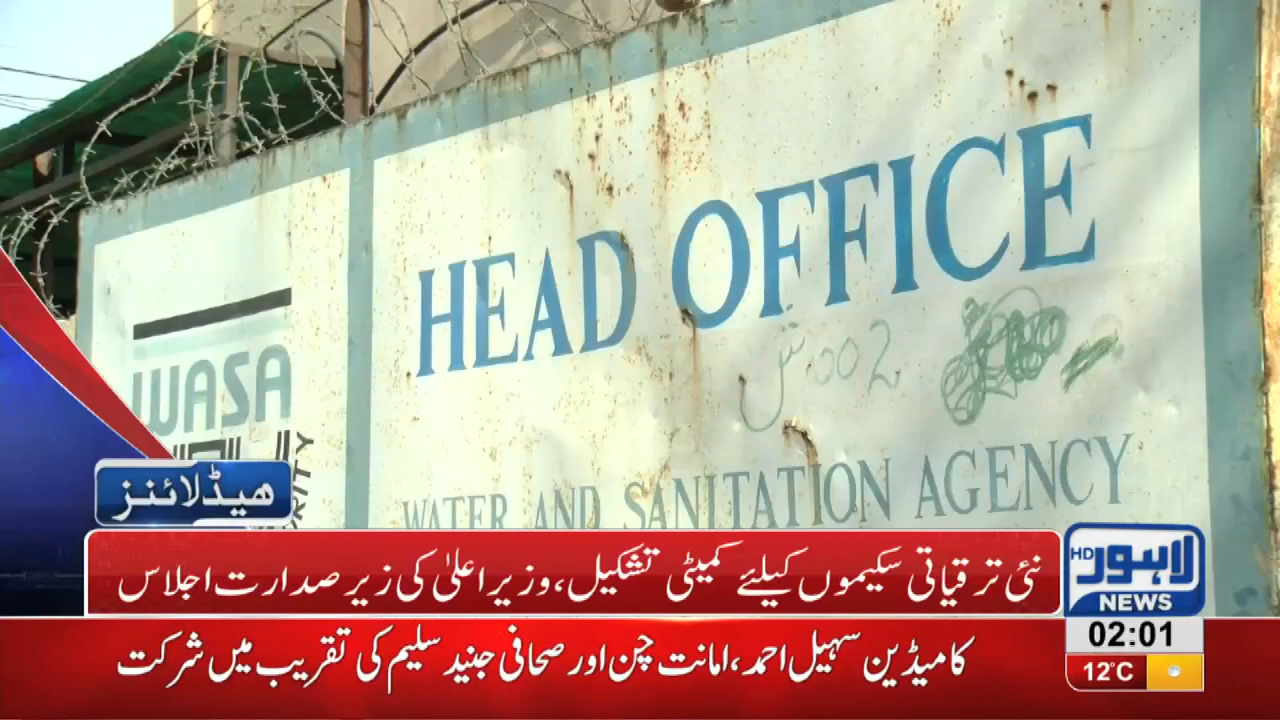 HEAD OFFICE
WASA
WATER AND SANITATION AGENCY
ھیڈلائنز
نئی ترقیاتی سکیموں کیلئے کمیٹی تشکیل، وزیراعلیٰ کی زیر صدارت اجلاس
کامیڈین سہیل احمد، امانت چن اور صحافی جنید سلیم کی تقریب میں شرکت
HD لاہور
NEWS
02:01
12°C